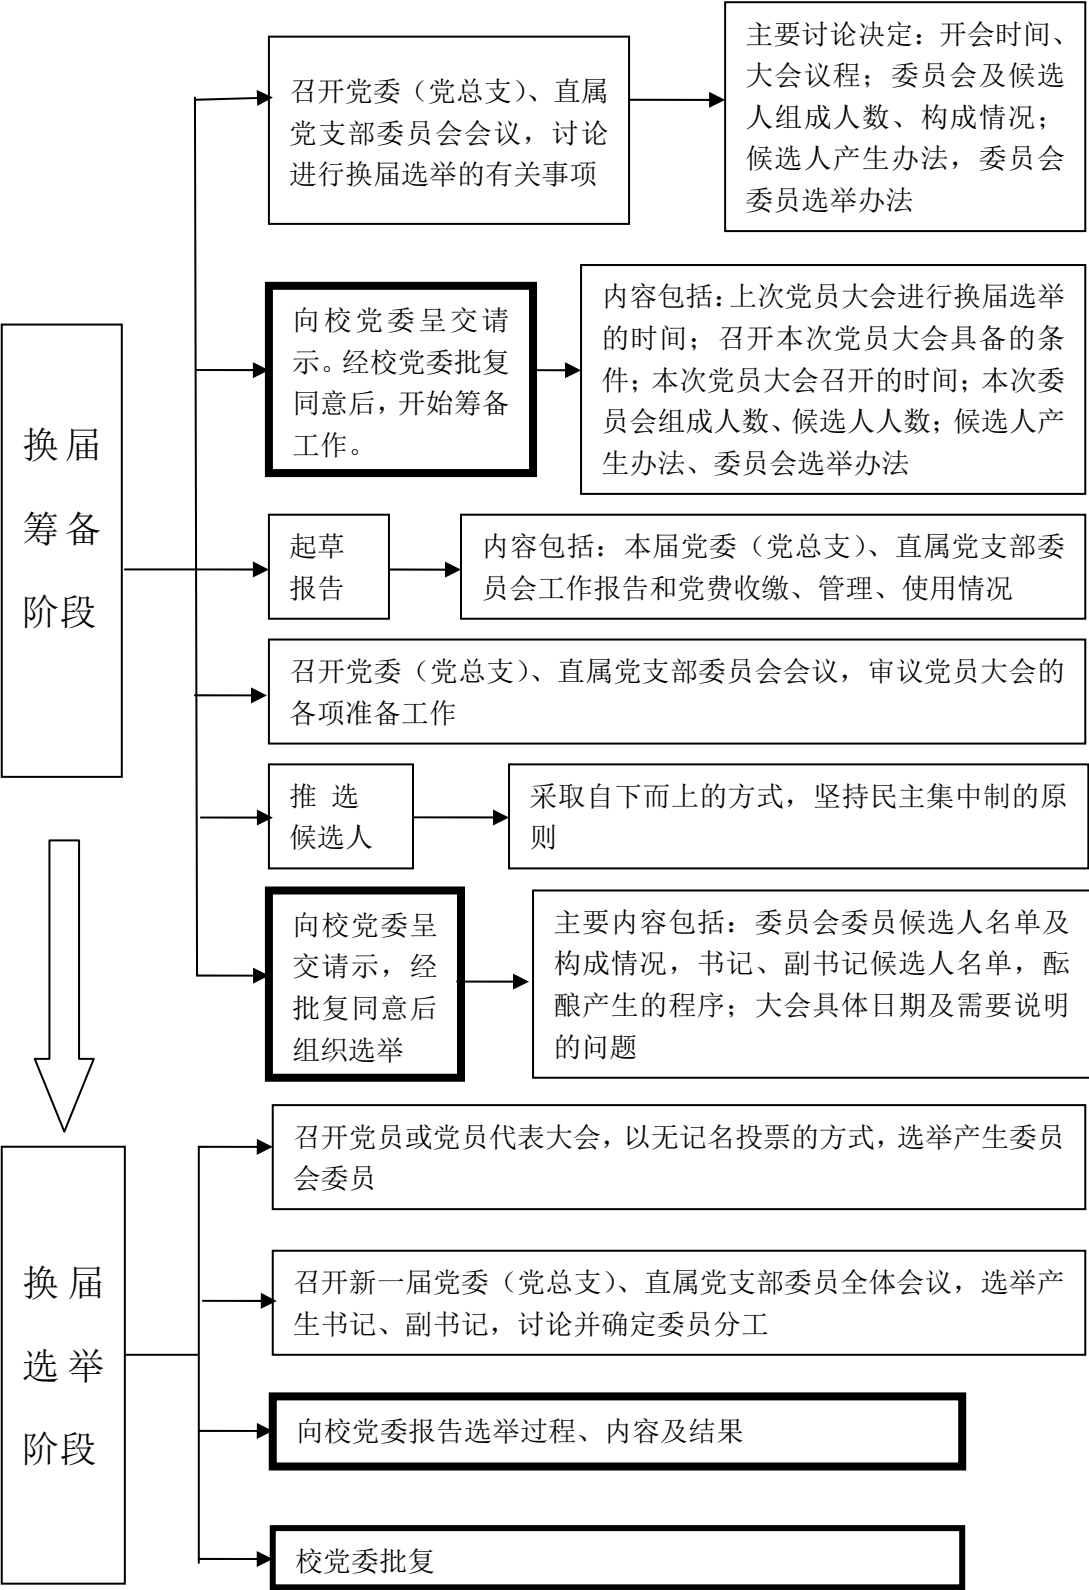 召开党委（党总支）、直属
党支部委员会会议，讨论
进行换届选举的有关事项
主要讨论决定：开会时间、
大会议程；委员会及候选
人组成人数、构成情况；
候选人产生办法，委员会
委员选举办法
换届
筹备
阶段
向校党委呈交请
示。经校党委批复
同意后，开始筹备
工作。
内容包括：上次党员大会进行换届选举
的时间；召开本次党员大会具备的条
件；本次党员大会召开的时间；本次委
员会组成人数、候选人人数；候选人产
生办法、委员会选举办法
起草
报告
内容包括：本届党委（党总支）、直属党支部委
员会工作报告和党费收缴、管理、使用情况
召开党委（党总支）、直属党支部委员会会议，审议党员大会的
各项准备工作
推 选
候选人
采取自下而上的方式，坚持民主集中制的原
则
向校党委呈
交请示，经
批复同意后
组织选举
主要内容包括：委员会委员候选人名单及
构成情况，书记、副书记候选人名单，酝
酿产生的程序；大会具体日期及需要说明
的问题
换届
选举
阶段
召开党员或党员代表大会，以无记名投票的方式，选举产生委员
会委员
召开新一届党委（党总支）、直属党支部委员全体会议，选举产
生书记、副书记，讨论并确定委员分工
向校党委报告选举过程、内容及结果
校党委批复